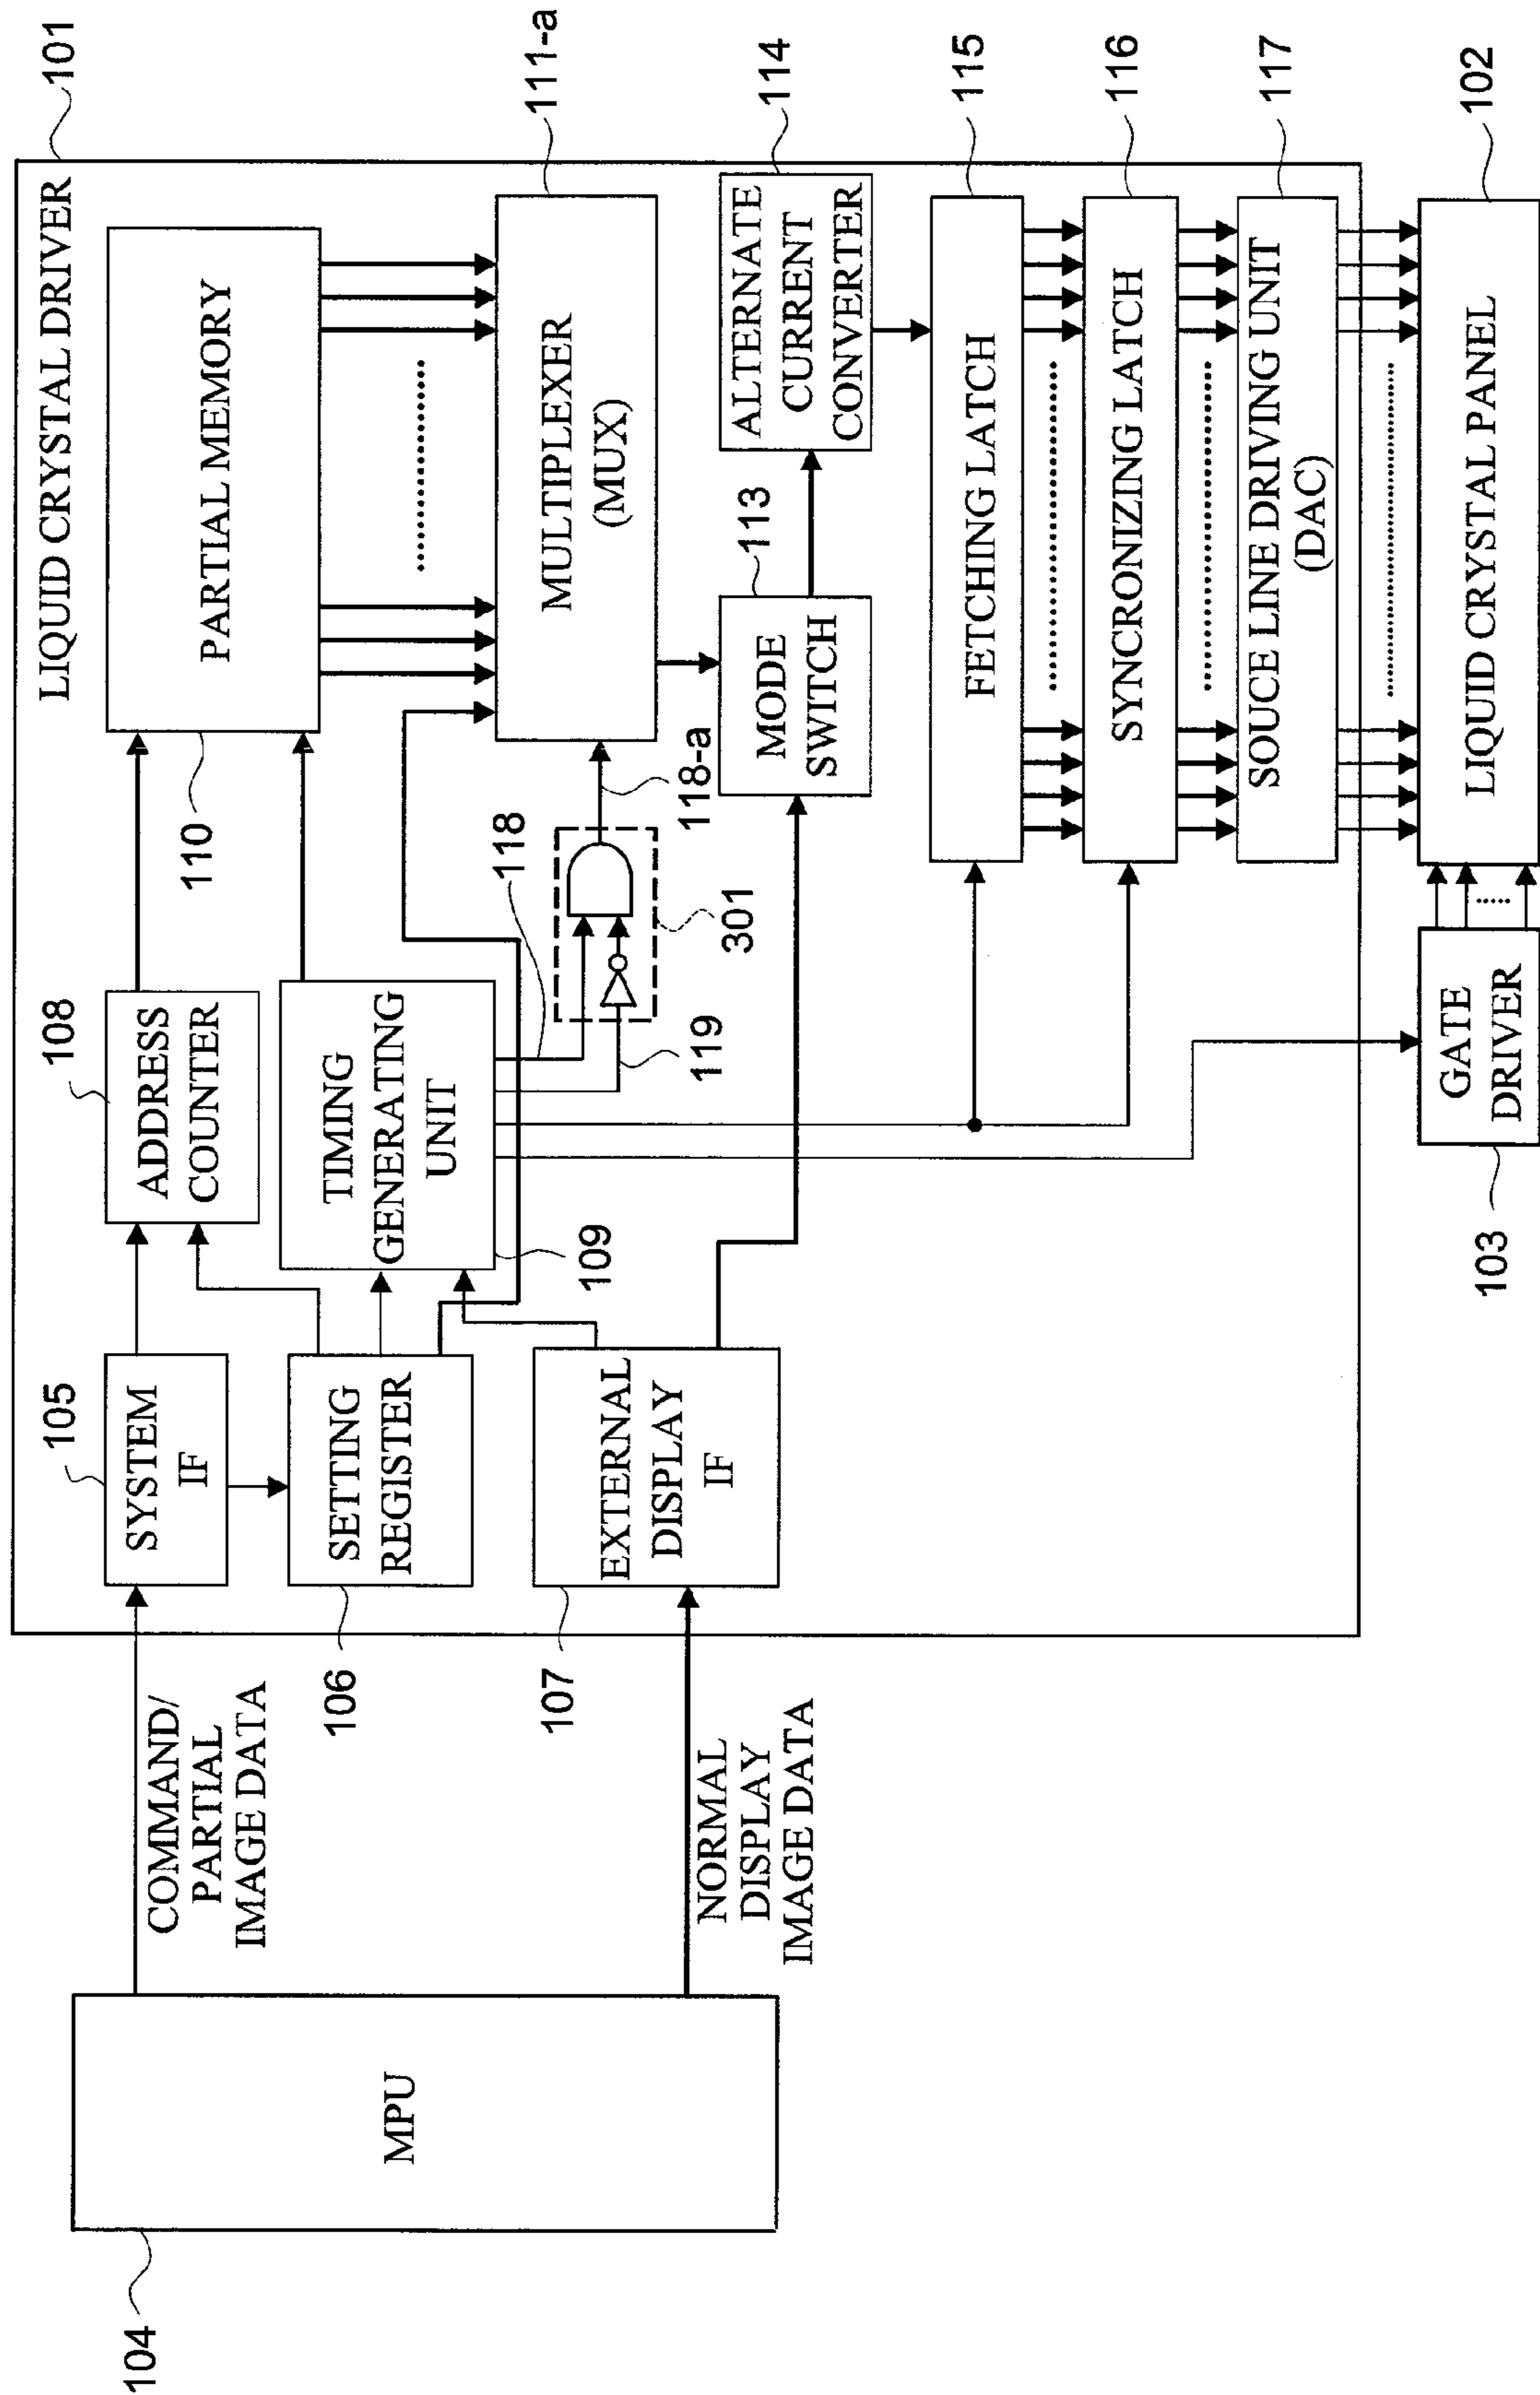 LIQUID CRYSTAL DRIVER
101
105
SYSTEM
IF
108
ADDRESS
COUNTER
110
PARTIAL MEMORY
COMMAND/
PARTIAL
IMAGE DATA
106
SETTING
REGISTER
TIMING
GENERATING
UNIT
109
118
119
301
118-a
MULTIPLEXER
(MUX)
111-a
104
MPU
NORMAL
DISPLAY
IMAGE DATA
107
EXTERNAL
DISPLAY
IF
MODE
SWITCH
113
ALTERNATE
CURRENT
CONVERTER
114
FETCHING LATCH
115
SYNCRONIZING LATCH
116
SOUCE LINE DRIVING UNIT
(DAC)
117
103
GATE
DRIVER
LIQUID CRYSTAL PANEL
102